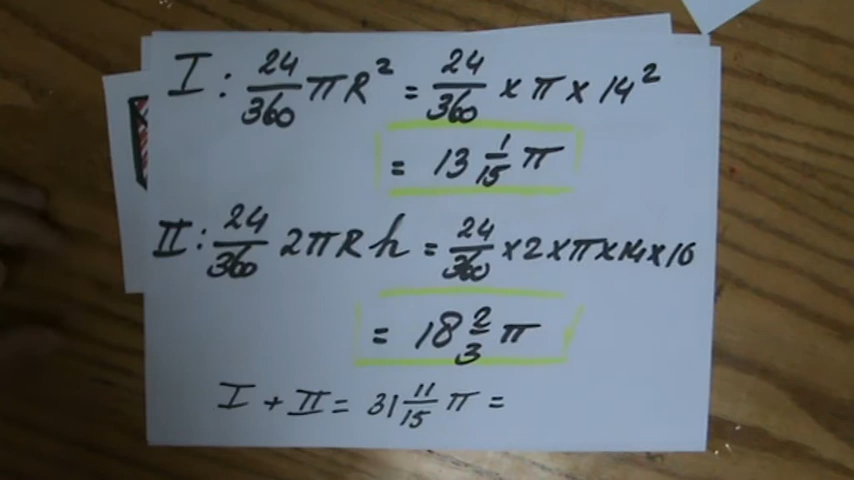 I : 24/360 πR² = 24/360 × π × 14²
= 13 1/15 π
II : 24/360 2πRh = 24/360 × 2 × π × 14 × 10
= 18 2/3 π
I + II = 31 11/15 π =